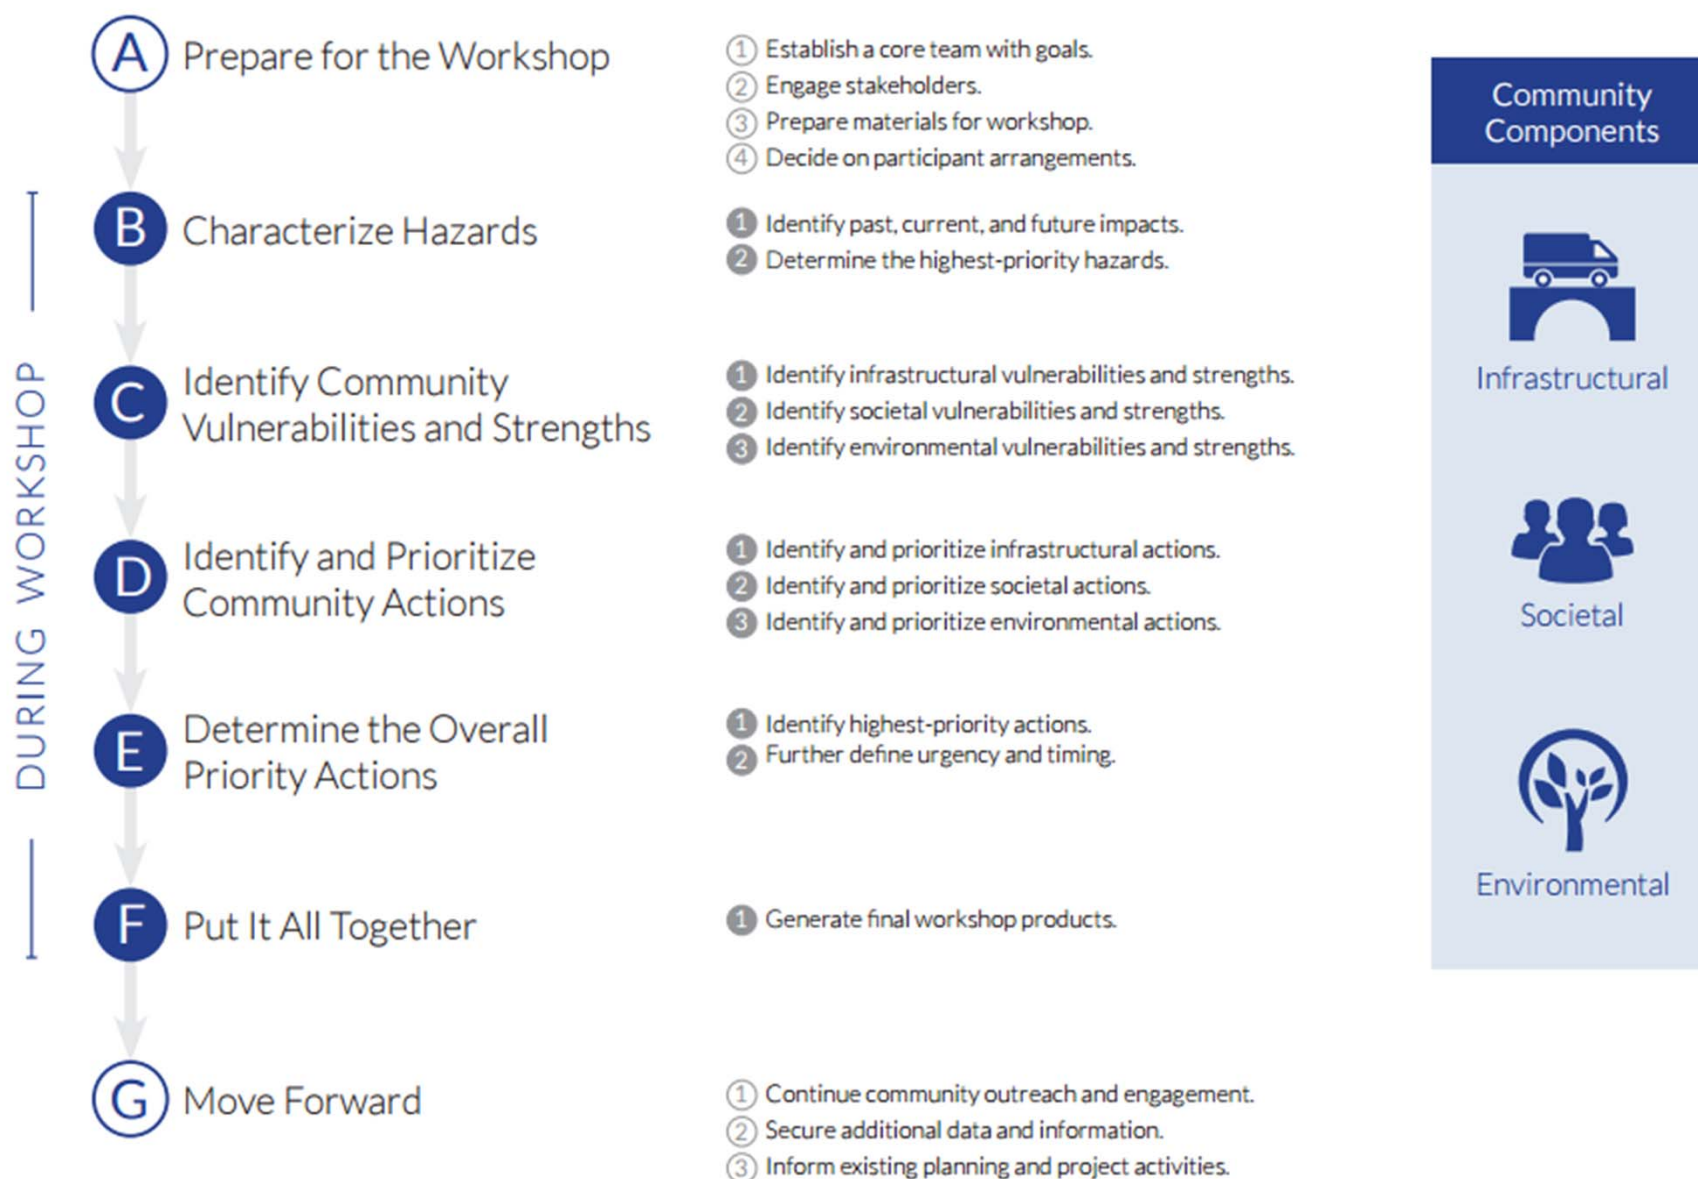 A Prepare for the Workshop
1 Establish a core team with goals.
2 Engage stakeholders.
3 Prepare materials for workshop.
4 Decide on participant arrangements.
DURING WORKSHOP
B Characterize Hazards
1 Identify past, current, and future impacts.
2 Determine the highest-priority hazards.
C Identify Community
Vulnerabilities and Strengths
1 Identify infrastructural vulnerabilities and strengths.
2 Identify societal vulnerabilities and strengths.
3 Identify environmental vulnerabilities and strengths.
D Identify and Prioritize
Community Actions
1 Identify and prioritize infrastructural actions.
2 Identify and prioritize societal actions.
3 Identify and prioritize environmental actions.
E Determine the Overall
Priority Actions
1 Identify highest-priority actions.
2 Further define urgency and timing.
F Put It All Together
1 Generate final workshop products.
G Move Forward
1 Continue community outreach and engagement.
2 Secure additional data and information.
3 Inform existing planning and project activities.
Community
Components
Infrastructural
Societal
Environmental